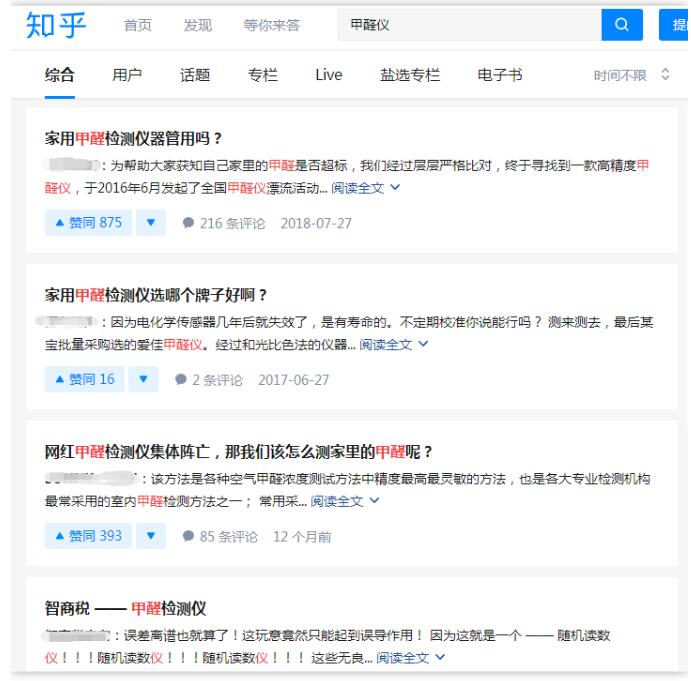 知乎 首页 发现 等你来答 甲醛仪
综合 用户 话题 专栏 Live 盐选专栏 电子书 时间不限
家用甲醛检测仪器管用吗？
：为帮助大家获知自己家里的甲醛是否超标，我们经过层层严格比对，终于寻找到一款高精度甲
醛仪，于2016年6月发起了全国甲醛仪漂流活动... 阅读全文
赞同 875 216 条评论 2018-07-27
家用甲醛检测仪选哪个牌子好啊？
：因为电化学传感器几年后就失效了，是有寿命的。不定期校准你说能行吗？ 测来测去，最后某
宝批量采购选的爱佳甲醛仪。经过和光比色法的仪器... 阅读全文
赞同 16 2 条评论 2017-06-27
网红甲醛检测仪集体阵亡，那我们该怎么测家里的甲醛呢？
：该方法是各种空气甲醛浓度测试方法中精度最高最灵敏的方法，也是各大专业检测机构
最常采用的室内甲醛检测方法之一； 常用采... 阅读全文
赞同 393 85 条评论 12 个月前
智商税 —— 甲醛检测仪
：误差离谱也就算了！这玩意竟然只能起到误导作用！ 因为这就是一个 —— 随机读数
仪！！！随机读数仪！！！随机读数仪！！！ 这些无良... 阅读全文